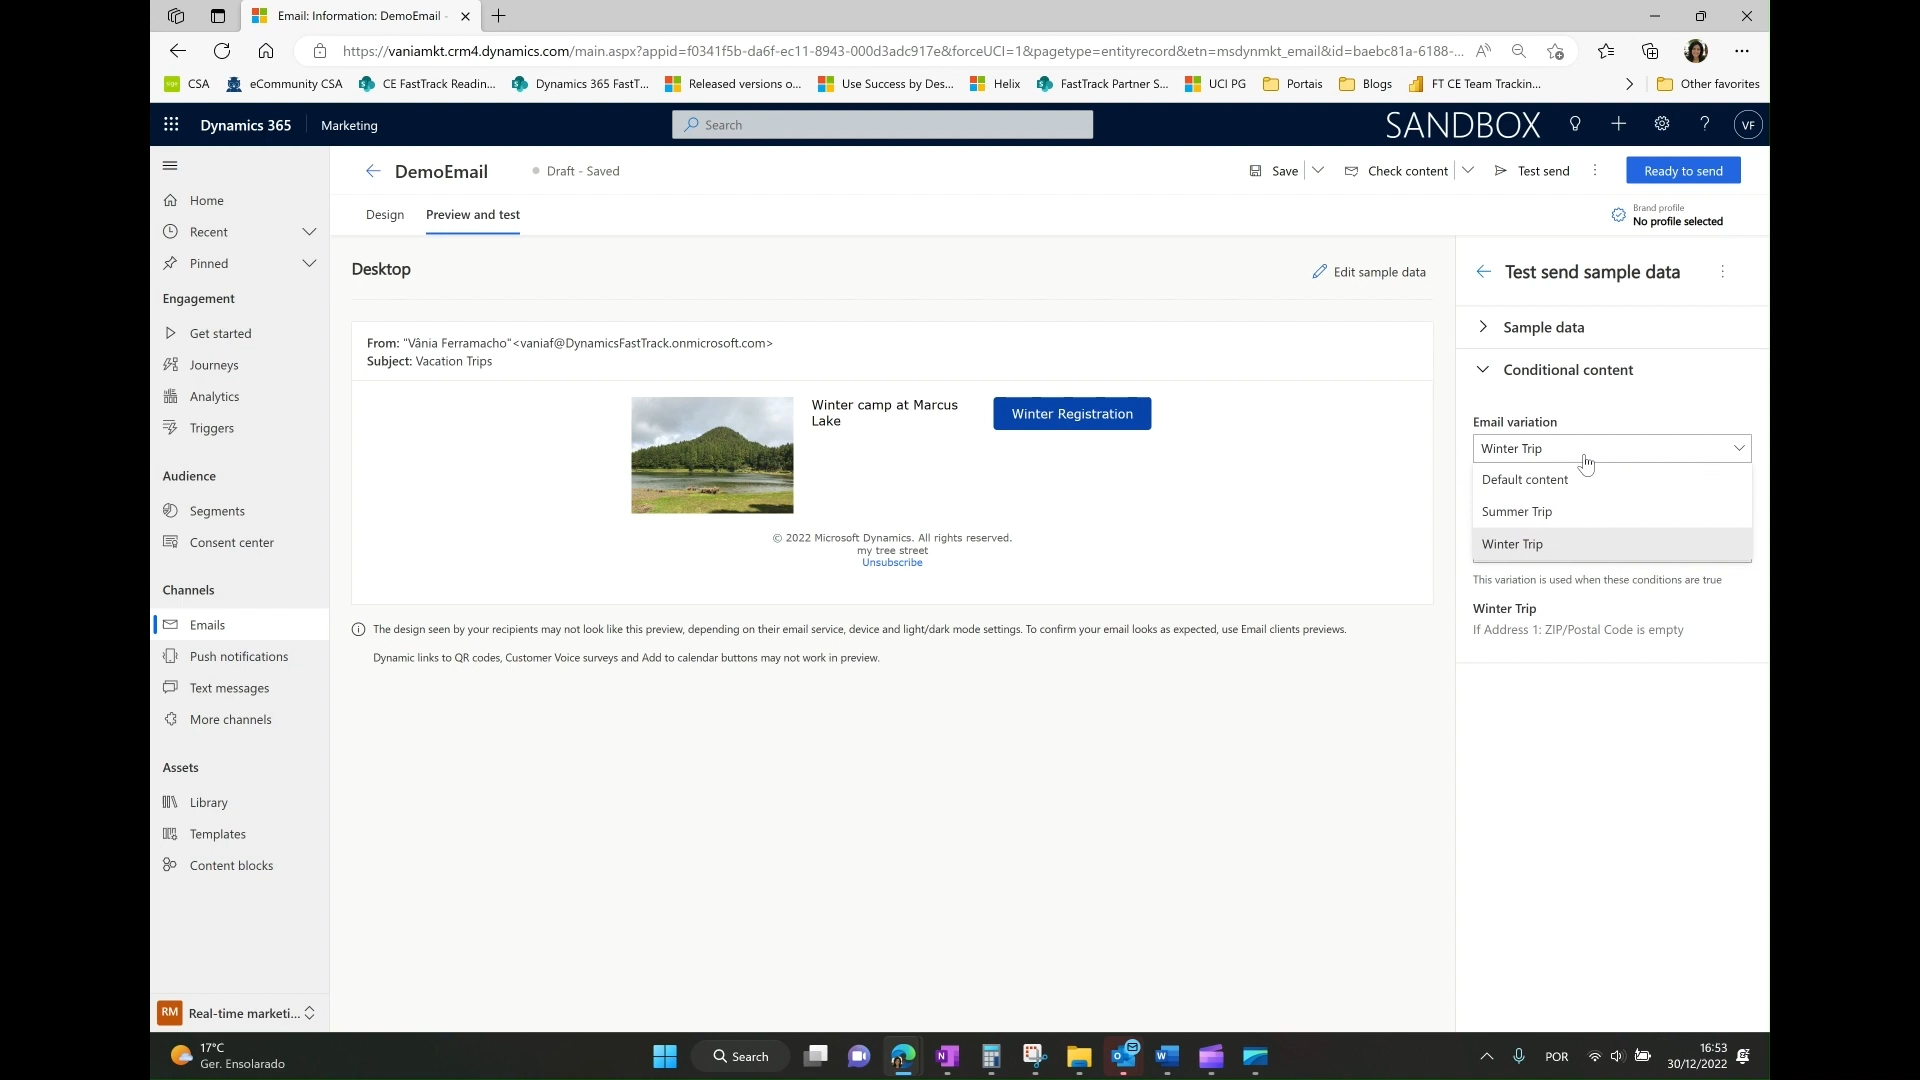 Email: Information: DemoEmail -
https://vaniamkt.crm4.dynamics.com/main.aspx?appid=f0341f5b-da6f-ec11-8943-000d3adc917e&forceUCI=1&pagetype=entityrecord&etn=msdynmkt_email&id=baebc81a-6188-...
CSA
eCommunity CSA
CE FastTrack Readin...
Dynamics 365 FastT...
Released versions o...
Use Success by Des...
Helix
FastTrack Partner S...
UCI PG
Portais
Blogs
FT CE Team Trackin...
Other favorites
Dynamics 365
Marketing
Search
SANDBOX
VF
DemoEmail
Draft - Saved
Save
Check content
Test send
Ready to send
Design
Preview and test
Brand profile
No profile selected
Home
Recent
Pinned
Engagement
Get started
Journeys
Analytics
Triggers
Audience
Segments
Consent center
Channels
Emails
Push notifications
Text messages
More channels
Assets
Library
Templates
Content blocks
RM
Real-time marketi...
Desktop
Edit sample data
From: "Vânia Ferramacho"<vaniaf@DynamicsFastTrack.onmicrosoft.com>
Subject: Vacation Trips
Winter camp at Marcus
Lake
Winter Registration
© 2022 Microsoft Dynamics. All rights reserved.
my tree street
Unsubscribe
The design seen by your recipients may not look like this preview, depending on their email service, device and light/dark mode settings. To confirm your email looks as expected, use Email clients previews.
Dynamic links to QR codes, Customer Voice surveys and Add to calendar buttons may not work in preview.
Test send sample data
Sample data
Conditional content
Email variation
Winter Trip
Default content
Summer Trip
Winter Trip
This variation is used when these conditions are true
Winter Trip
If Address 1: ZIP/Postal Code is empty
17°C
Ger. Ensolarado
Search
POR
16:53
30/12/2022